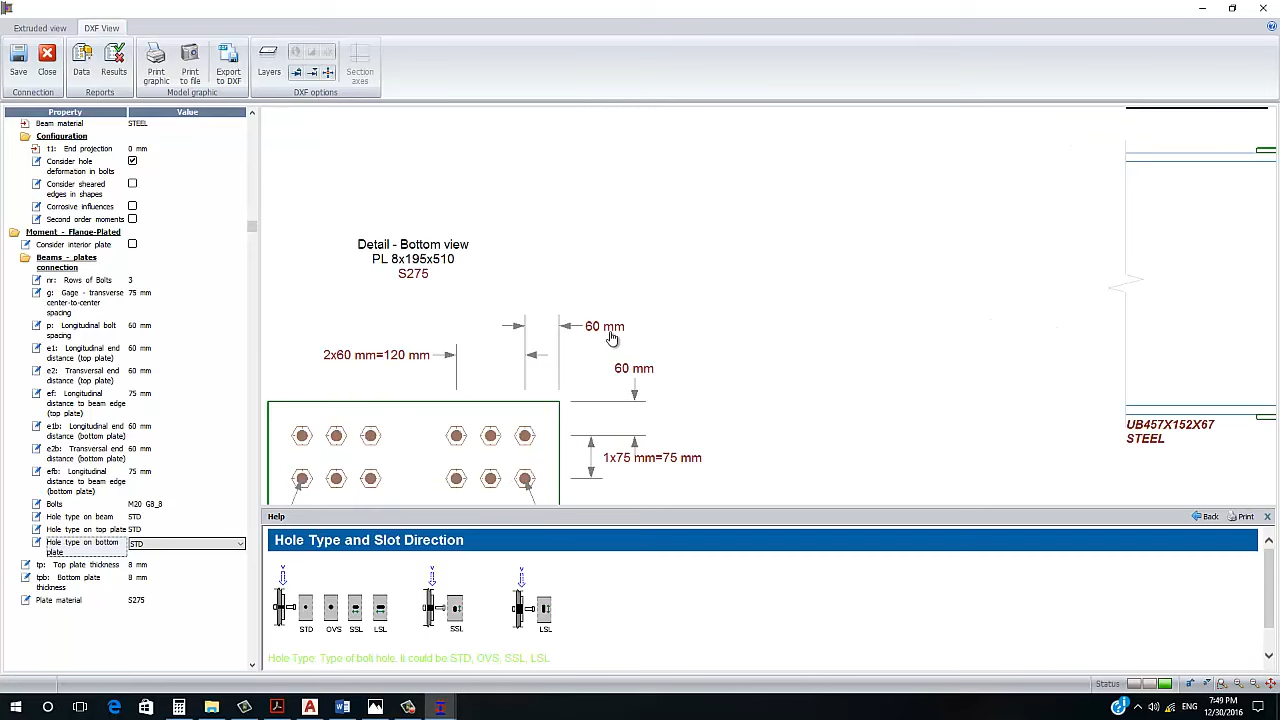 Extruded view
DXF View
Save
Close
Data
Results
Print graphic
Print to file
Export to DXF
Layers
Section axes
Connection
Reports
Model graphic
DXF options
Property Value
Beam material STEEL
Configuration
t1: End projection 0 mm
Consider hole
deformation in bolts
Consider sheared
edges in shapes
Corrosive influences
Second order moments
Moment - Flange-Plated
Consider interior plate
Beams - plates
connection
nr: Rows of Bolts 3
g: Gage - transverse 75 mm
center-to-center
spacing
p: Longitudinal bolt 60 mm
spacing
e1: Longitudinal end 60 mm
distance (top plate)
e2: Transversal end 60 mm
distance (top plate)
ef: Longitudinal 75 mm
distance to beam edge
(top plate)
e1b: Longitudinal end 60 mm
distance (bottom plate)
e2b: Transversal end 60 mm
distance (bottom plate)
efb: Longitudinal 75 mm
distance to beam edge
(bottom plate)
Bolts M20 G8_8
Hole type on beam STD
Hole type on top plate STD
Hole type on bottom STD
plate
tp: Top plate thickness 8 mm
tpb: Bottom plate 8 mm
thickness
Plate material S275
Detail - Bottom view
PL 8x195x510
S275
60 mm
2x60 mm=120 mm
60 mm
1x75 mm=75 mm
UB457X152X67
STEEL
Help
Back Print X
Hole Type and Slot Direction
v v v
STD OVS SSL LSL SSL LSL
Hole Type: Type of bolt hole. It could be STD, OVS, SSL, LSL
Status
ENG
7:49 PM
12/30/2016